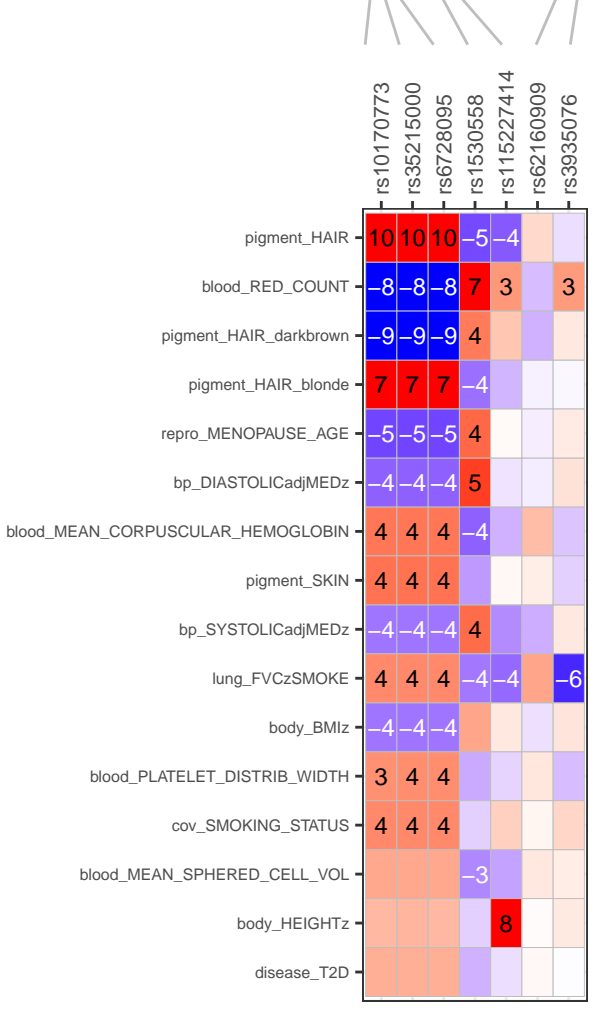 rs10170773
rs35215000
rs6728095
rs1530558
rs115227414
rs62160909
rs3935076
pigment_HAIR 10 10 10 −5 −4
blood_RED_COUNT −8 −8 −8 7 3 3
pigment_HAIR_darkbrown −9 −9 −9 4
pigment_HAIR_blonde 7 7 7 −4
repro_MENOPAUSE_AGE −5 −5 −5 4
bp_DIASTOLICadjMEDz −4 −4 −4 5
blood_MEAN_CORPUSCULAR_HEMOGLOBIN 4 4 4 −4
pigment_SKIN 4 4 4
bp_SYSTOLICadjMEDz −4 −4 −4 4
lung_FVCzSMOKE 4 4 4 −4 −4 −6
body_BMIz −4 −4 −4
blood_PLATELET_DISTRIB_WIDTH 3 4 4
cov_SMOKING_STATUS 4 4 4
blood_MEAN_SPHERED_CELL_VOL −3
body_HEIGHTz 8
disease_T2D